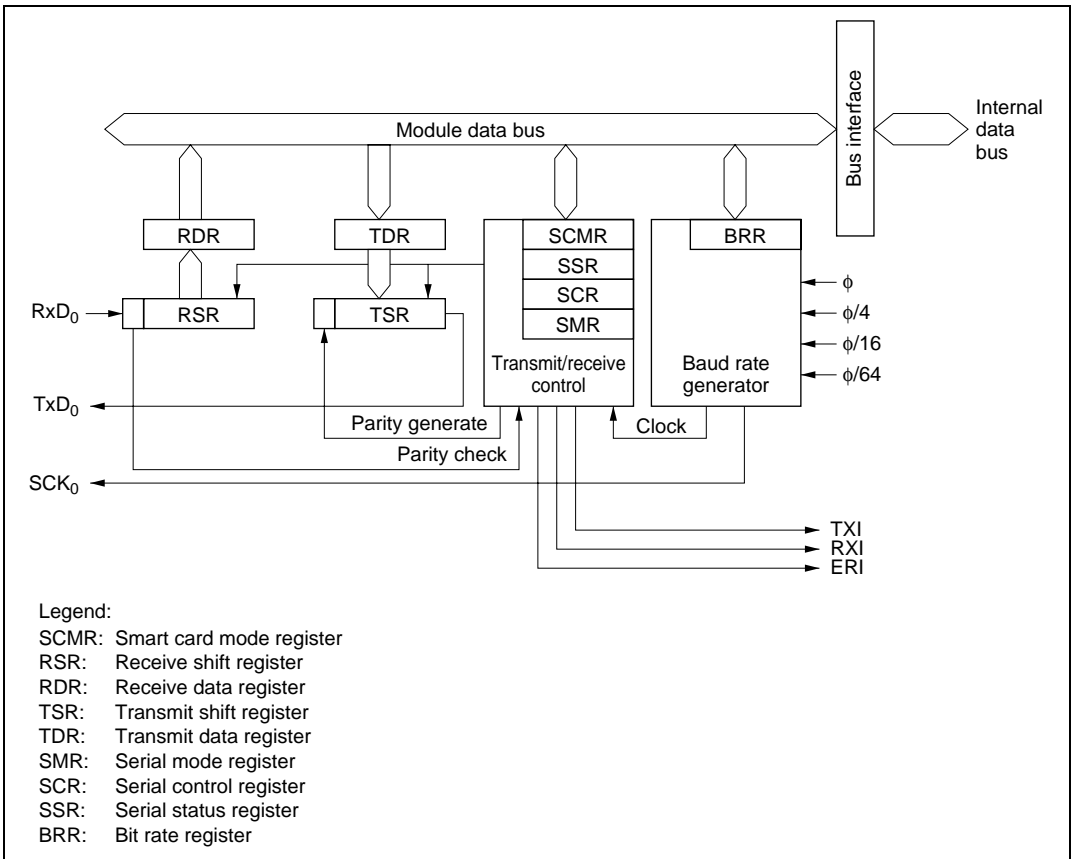 Bus interface
Internal
data
bus
Module data bus
RDR
TDR
SCMR
BRR
SSR
SCR
SMR
RxD0
RSR
TSR
φ
φ/4
φ/16
φ/64
Transmit/receive
control
Baud rate
generator
TxD0
Parity generate
Clock
Parity check
SCK0
TXI
RXI
ERI
Legend:
SCMR: Smart card mode register
RSR: Receive shift register
RDR: Receive data register
TSR: Transmit shift register
TDR: Transmit data register
SMR: Serial mode register
SCR: Serial control register
SSR: Serial status register
BRR: Bit rate register